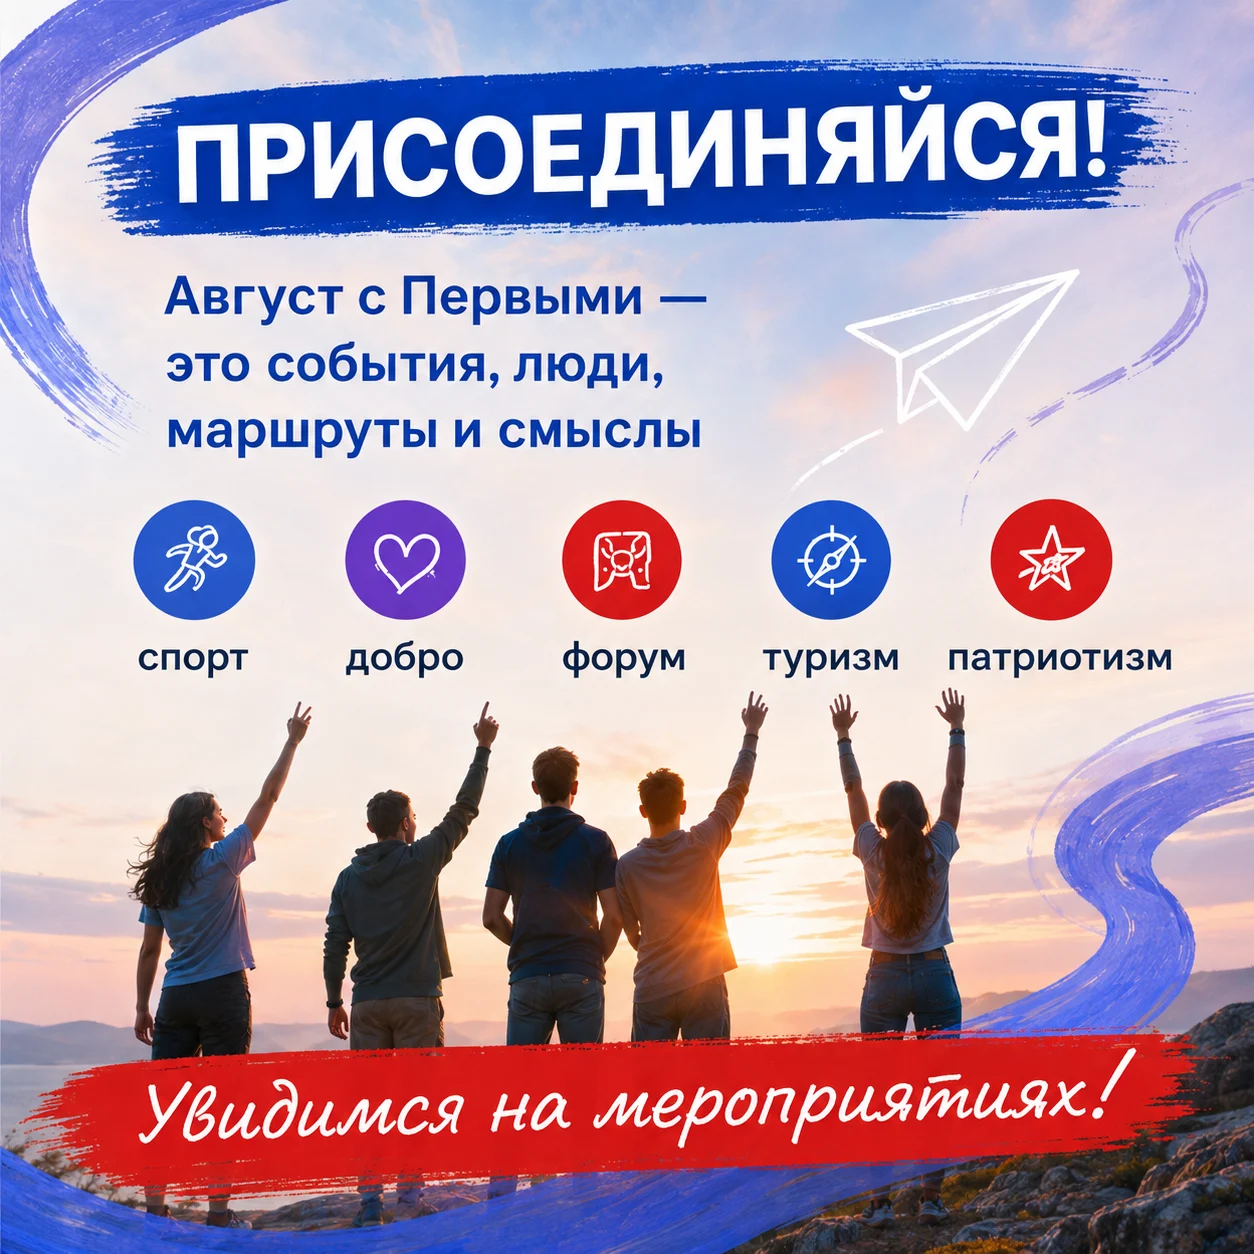 ПРИСОЕДИНЯЙСЯ!
Август с Первыми —
это события, люди,
маршруты и смыслы
спорт
добро
форум
туризм
патриотизм
Увидимся на мероприятиях!